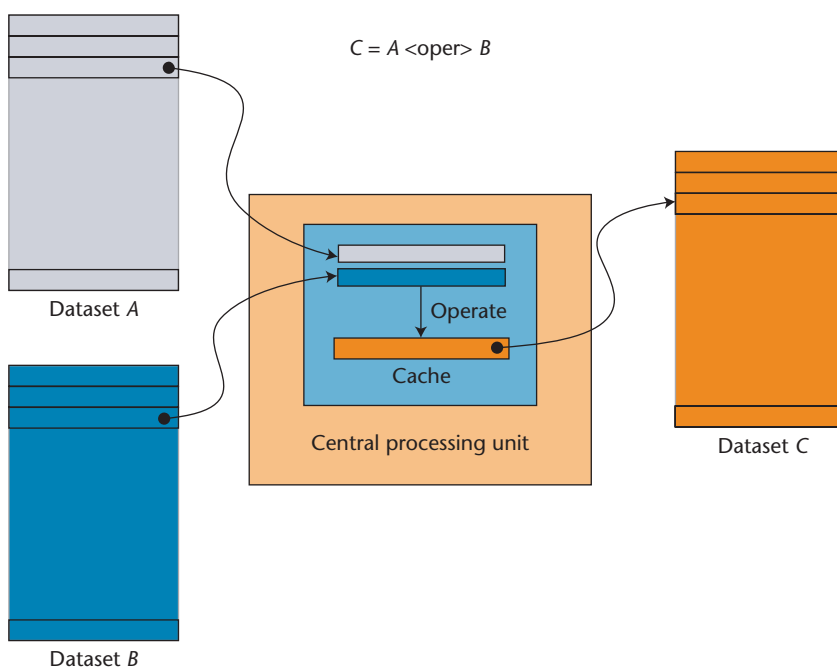 C = A <oper> B
Dataset A
Operate
Cache
Central processing unit
Dataset C
Dataset B